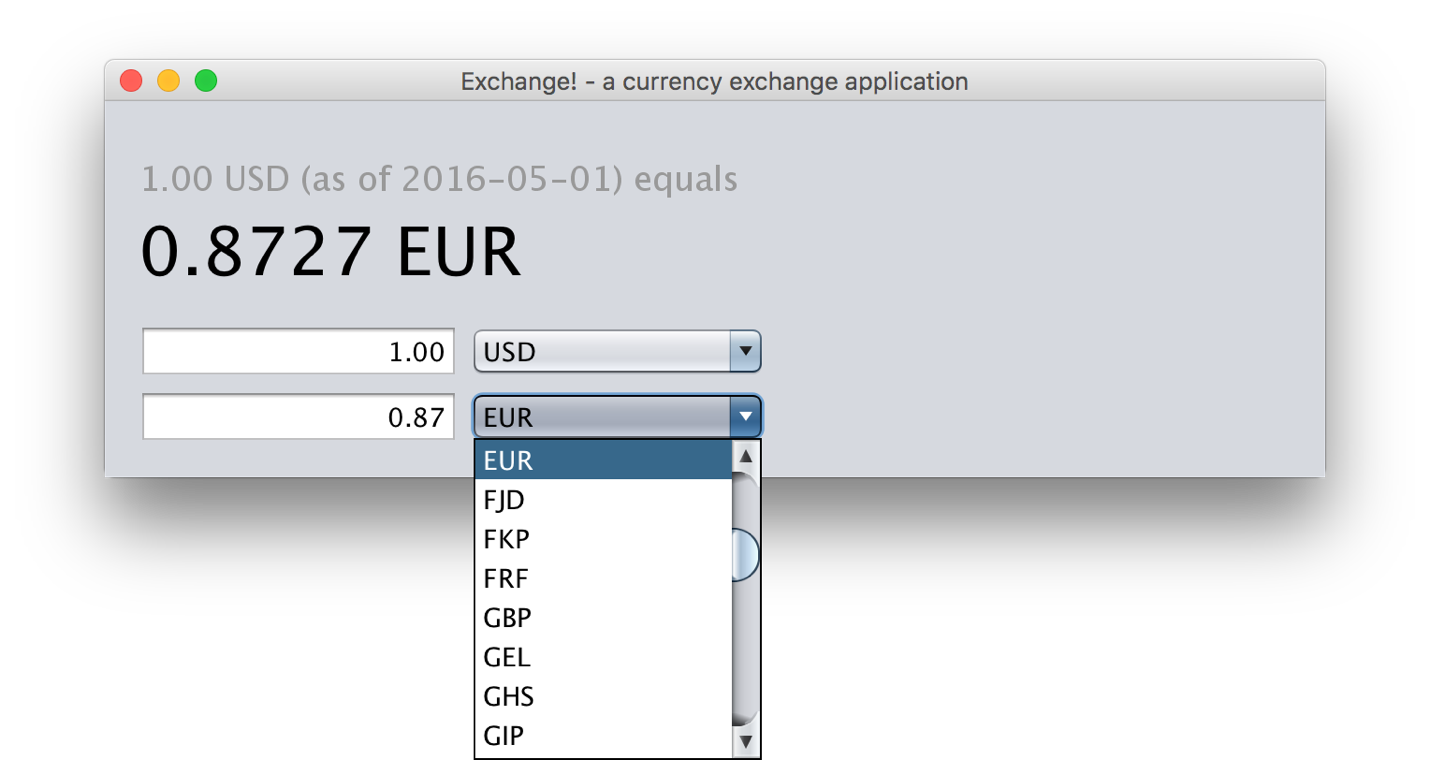 Exchange! - a currency exchange application
1.00 USD (as of 2016-05-01) equals
0.8727 EUR
1.00 USD
0.87 EUR
EUR
FJD
FKP
FRF
GBP
GEL
GHS
GIP